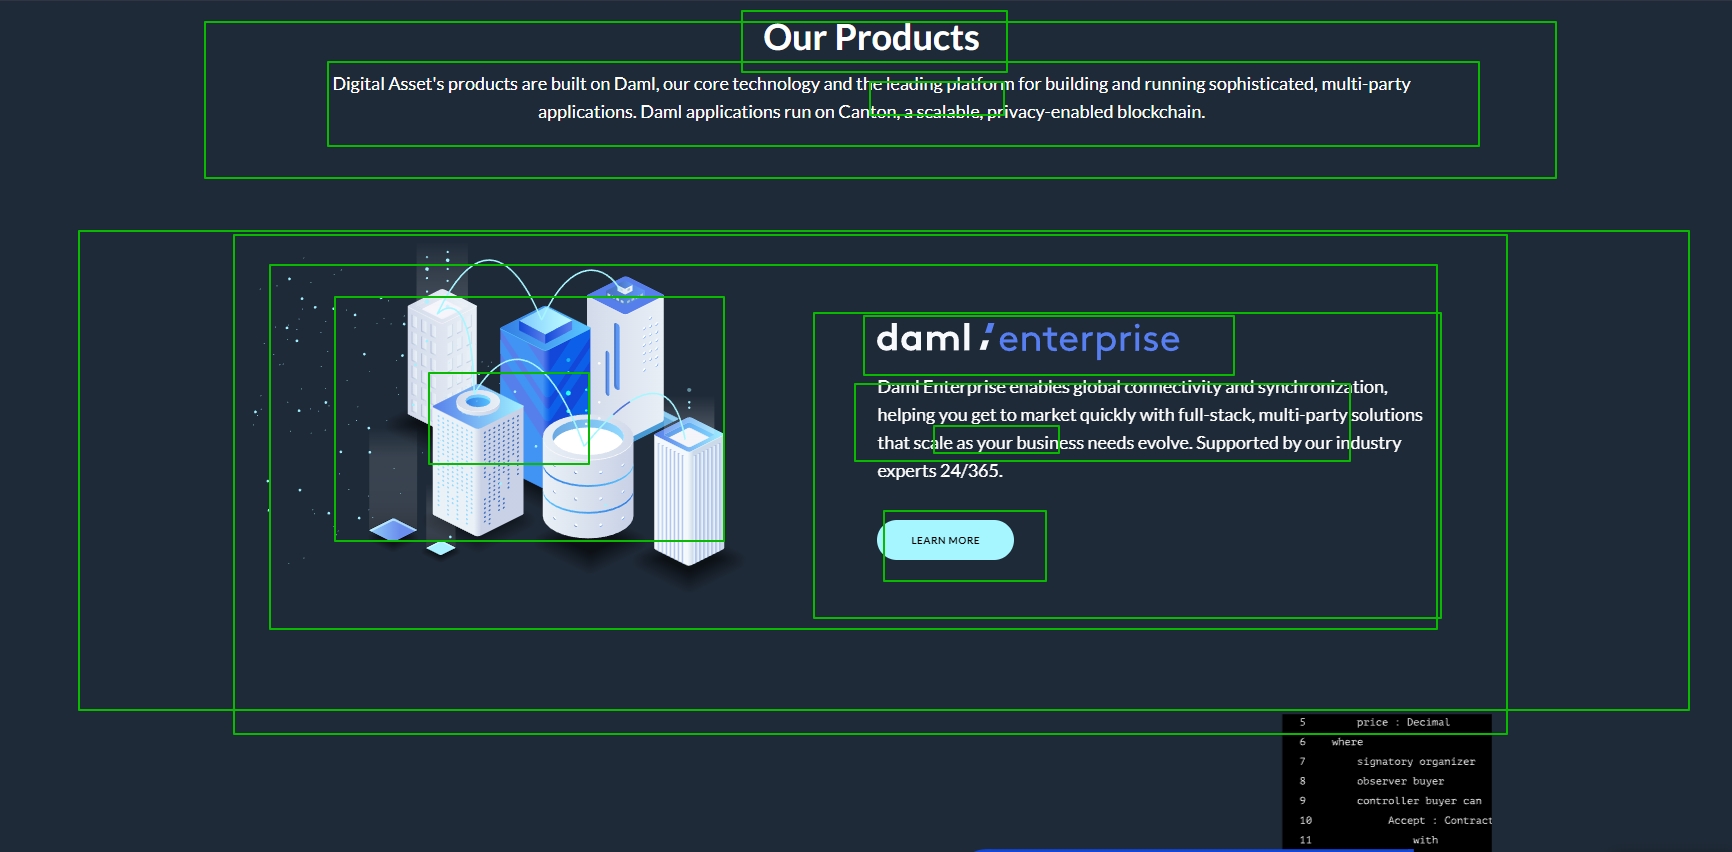 Our Products
Digital Asset's products are built on Daml, our core technology and the leading platform for building and running sophisticated, multi-party
applications. Daml applications run on Canton, a scalable, privacy-enabled blockchain.
daml enterprise
Daml Enterprise enables global connectivity and synchronization,
helping you get to market quickly with full-stack, multi-party solutions
that scale as your business needs evolve. Supported by our industry
experts 24/365.
LEARN MORE
5 price : Decimal
6 where
7 signatory organizer
8 observer buyer
9 controller buyer can
10 Accept : Contract
11 with